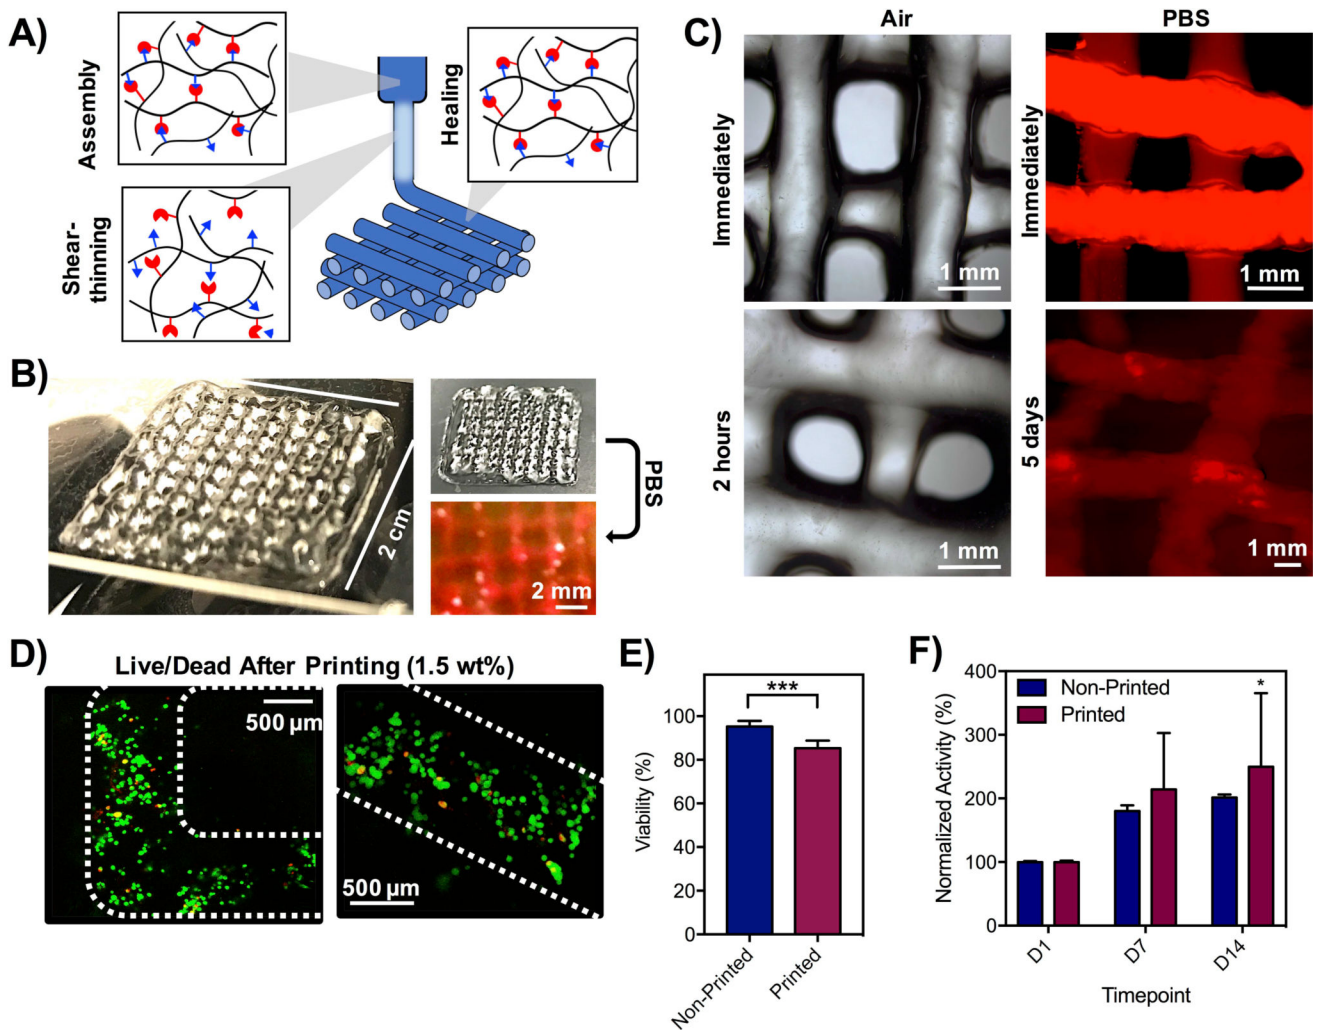 A)
Assembly
Healing
Shear-
thinning
B)
2 cm
PBS
2 mm
C)
Air
PBS
Immediately
1 mm
Immediately
1 mm
2 hours
1 mm
5 days
1 mm
D)
Live/Dead After Printing (1.5 wt%)
500 µm
500 µm
E)
***
Viability (%)
100
80
60
40
20
0
Non-Printed
Printed
F)
Normalized Activity (%)
400
300
200
100
0
Non-Printed
Printed
*
D1
D7
D14
Timepoint